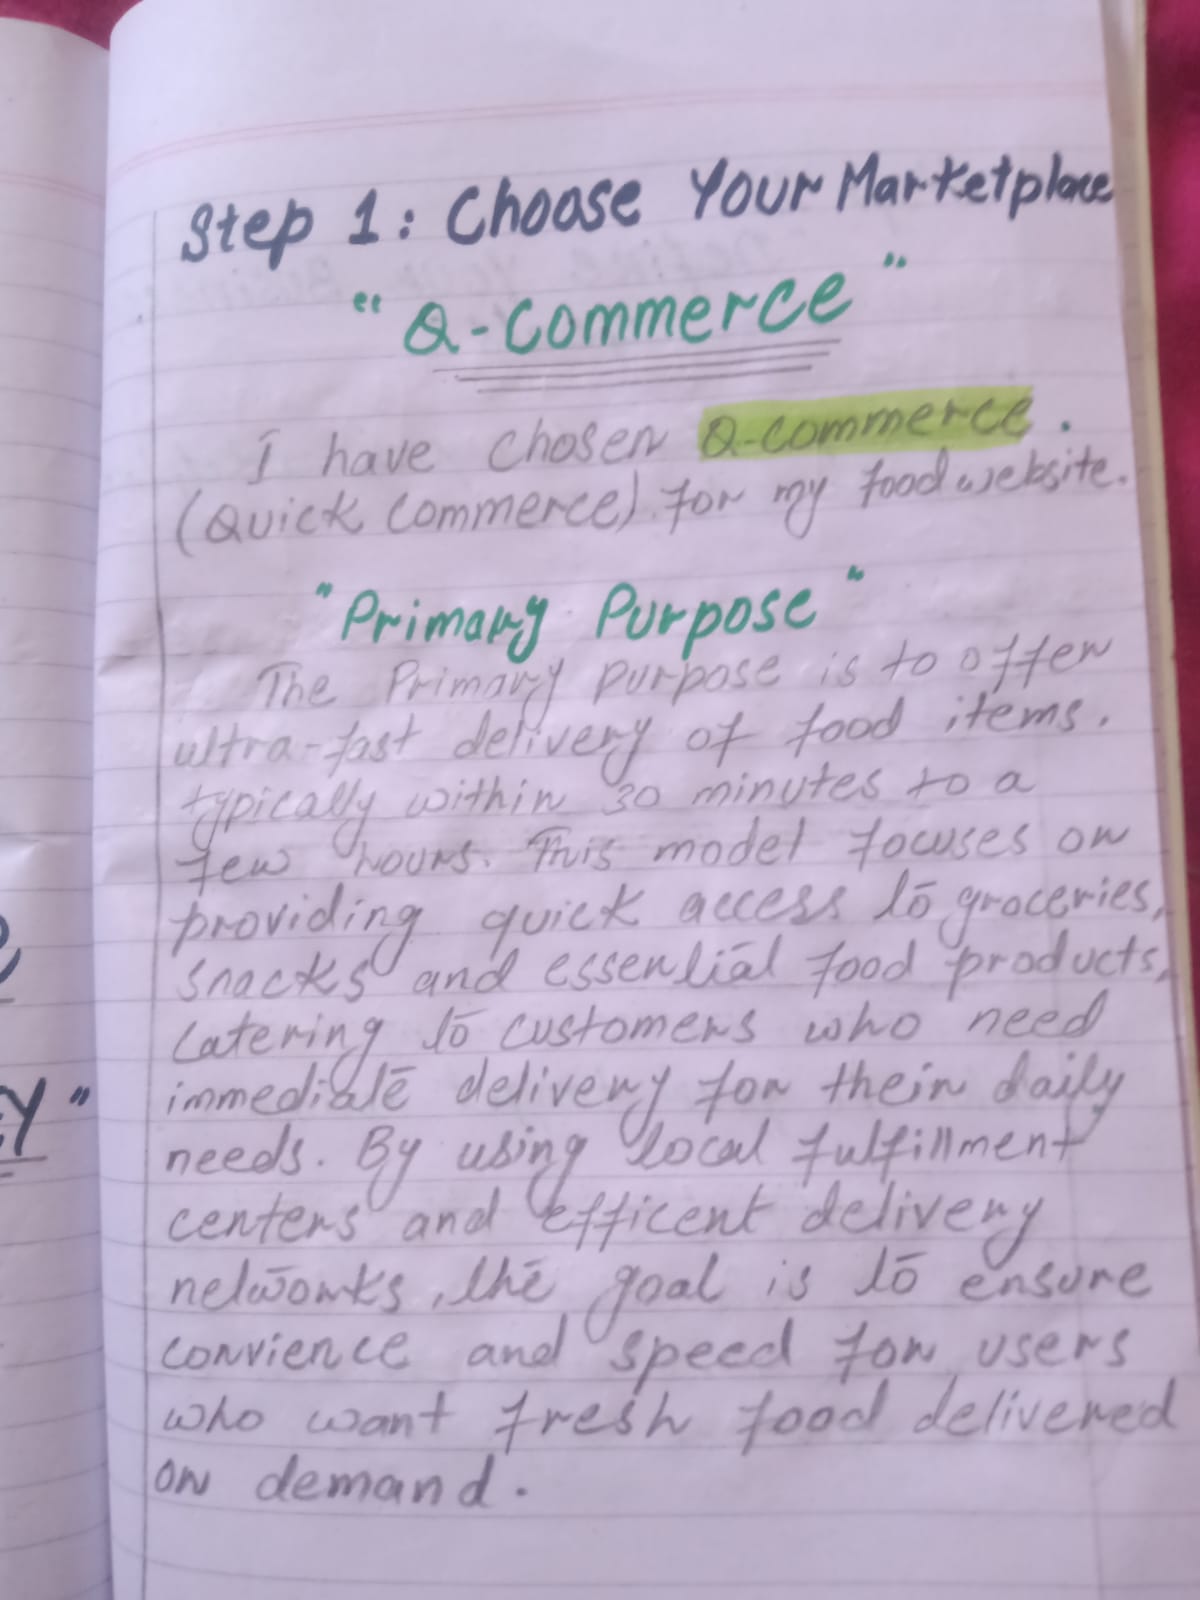 Step 1: Choose Your Marketplace
"Q-Commerce"
I have chosen Q-commerce.
(Quick Commerce) for my food website.
"Primary Purpose"
The Primary purpose is to offer
ultra-fast delivery of food items.
typically within 30 minutes to a
few hours. This model focuses on
providing quick access to groceries,
snacks and essential food products,
catering to customers who need
immediate delivery for their daily
needs. By using local fulfillment
centers and efficent delivery
networks, the goal is to ensure
convience and speed for users
who want fresh food delivered
on demand.